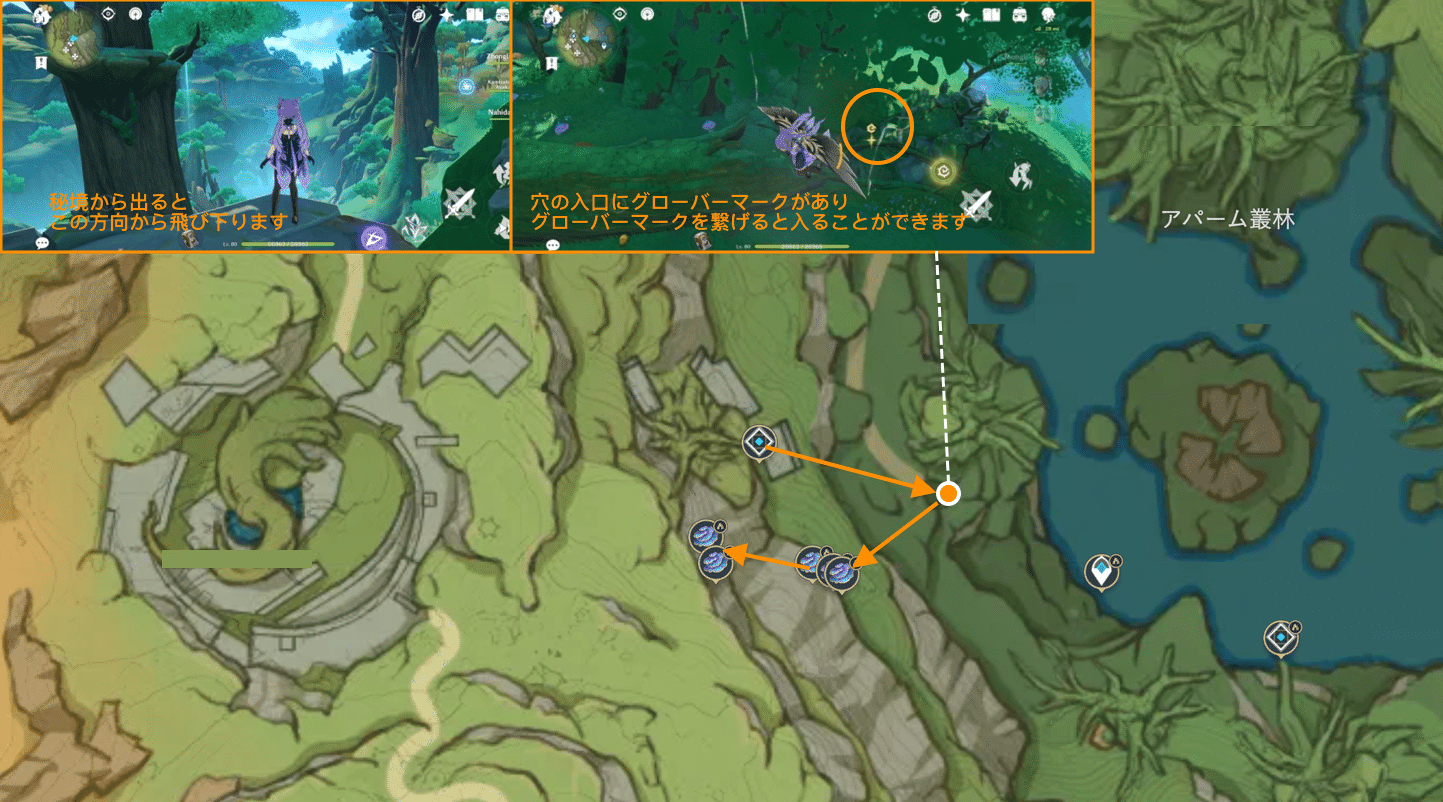 Zhongli
Nahida
秘境から出ると
この方向から飛び下ります
穴の入口にグローバーマークがあり
グローバーマークを繋げると入ることができます
アパーム叢林